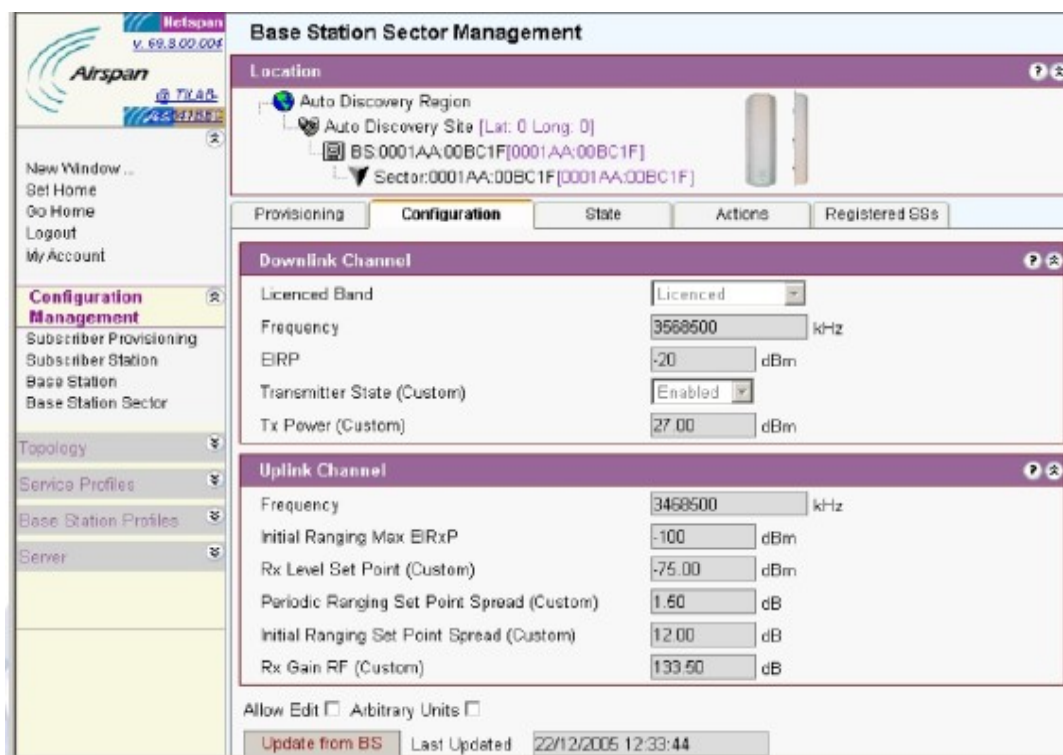 Netspan
v. 69.8.00.004
Airspan
@ TILAB-
AS4188E
New Window ...
Set Home
Go Home
Logout
My Account
Configuration
Management
Subscriber Provisioning
Subscriber Station
Base Station
Base Station Sector
Topology
Service Profiles
Base Station Profiles
Server
Base Station Sector Management
Location
Auto Discovery Region
Auto Discovery Site [Lat: 0 Long: 0]
BS:0001AA:00BC1F[0001AA:00BC1F]
Sector:0001AA:00BC1F[0001AA:00BC1F]
Provisioning Configuration State Actions Registered SSs
Downlink Channel
Licenced Band Licenced
Frequency 3568500 kHz
EIRP -20 dBm
Transmitter State (Custom) Enabled
Tx Power (Custom) 27.00 dBm
Uplink Channel
Frequency 3468500 kHz
Initial Ranging Max EIRxP -100 dBm
Rx Level Set Point (Custom) -75.00 dBm
Periodic Ranging Set Point Spread (Custom) 1.50 dB
Initial Ranging Set Point Spread (Custom) 12.00 dB
Rx Gain RF (Custom) 133.50 dB
Allow Edit Arbitrary Units
Update from BS Last Updated 22/12/2005 12:33:44